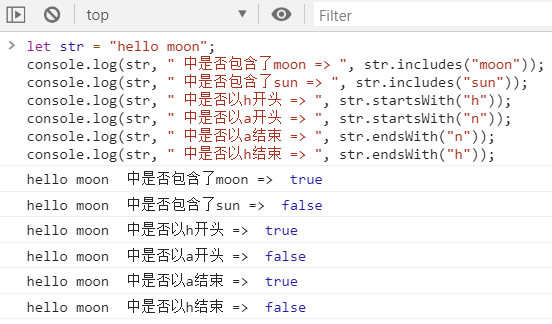 top
Filter
let str = "hello moon";
console.log(str, " 中是否包含了moon => ", str.includes("moon"));
console.log(str, " 中是否包含了sun => ", str.includes("sun"));
console.log(str, " 中是否以h开头 => ", str.startsWith("h"));
console.log(str, " 中是否以a开头 => ", str.startsWith("n"));
console.log(str, " 中是否以a结束 => ", str.endsWith("n"));
console.log(str, " 中是否以h结束 => ", str.endsWith("h"));
hello moon  中是否包含了moon =>  true
hello moon  中是否包含了sun =>  false
hello moon  中是否以h开头 =>  true
hello moon  中是否以a开头 =>  false
hello moon  中是否以a结束 =>  true
hello moon  中是否以h结束 =>  false